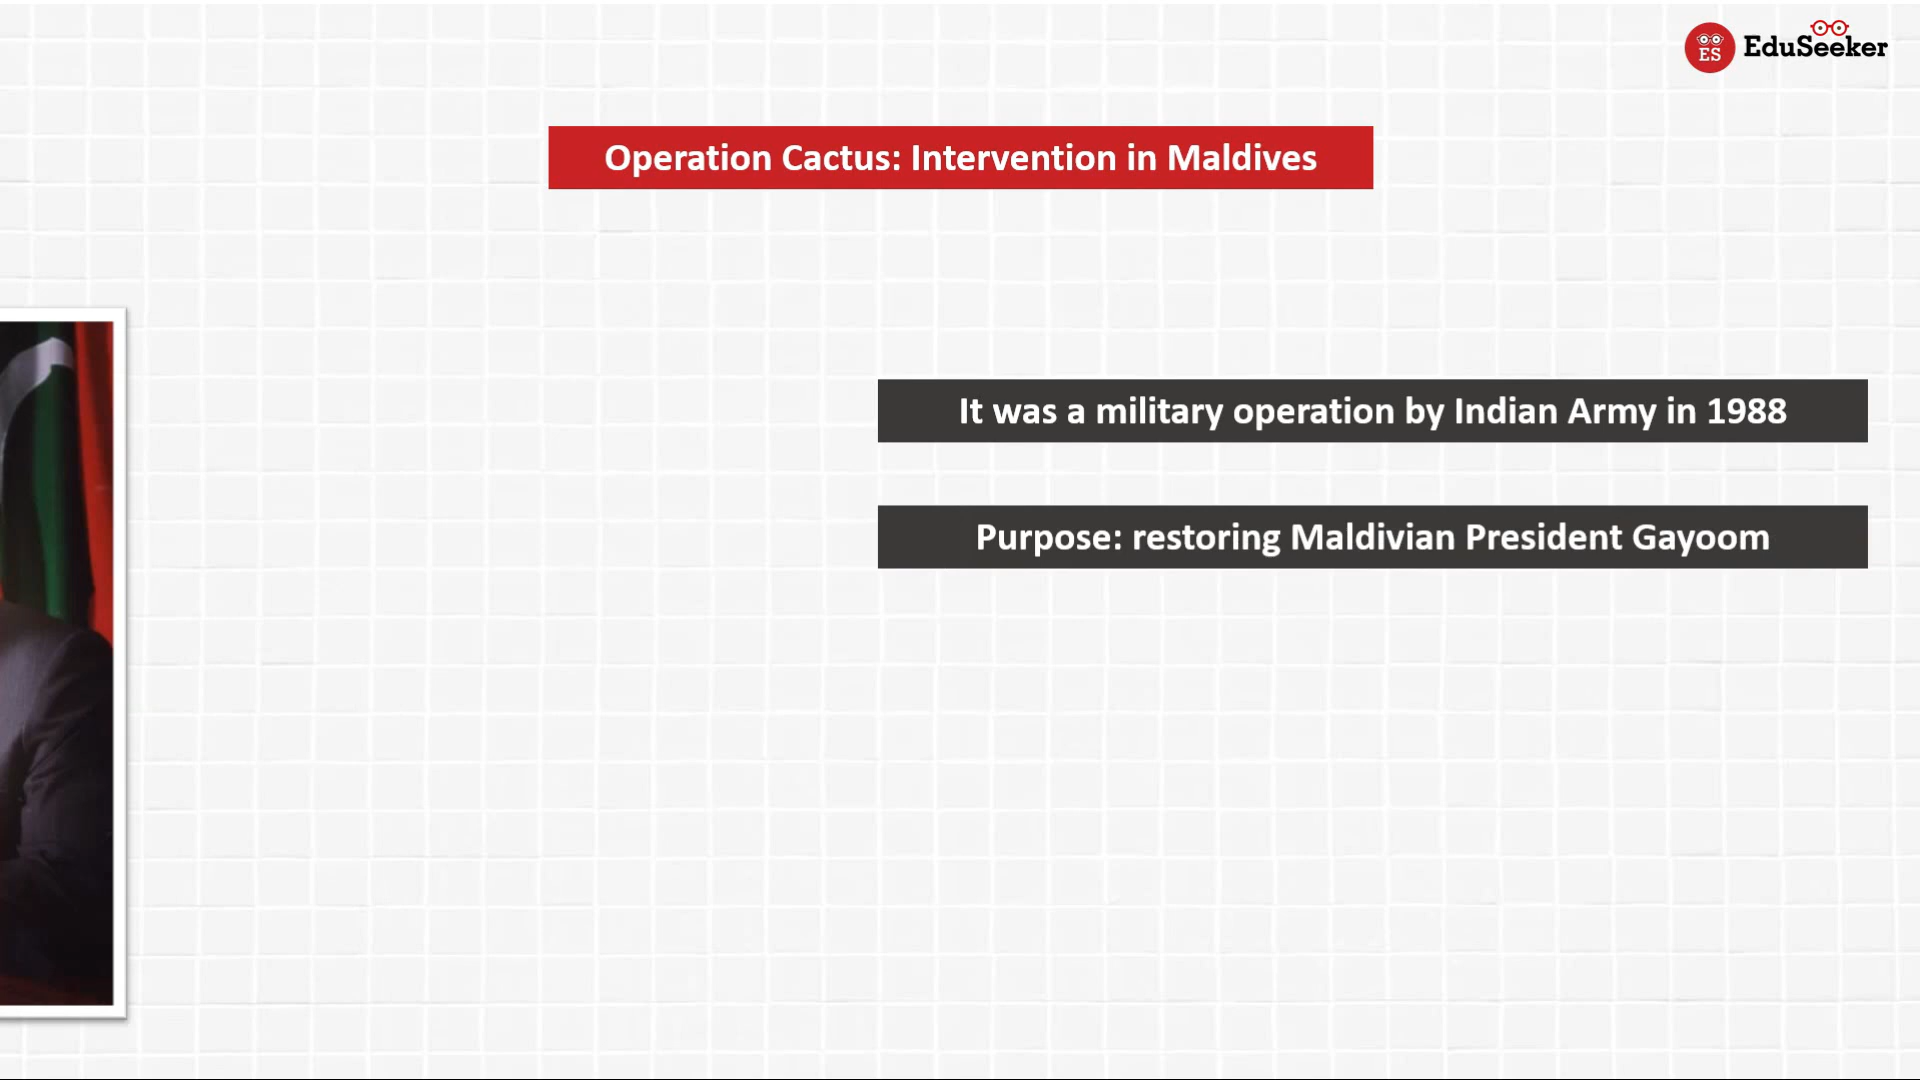 ES EduSeeker
Operation Cactus: Intervention in Maldives
It was a military operation by Indian Army in 1988
Purpose: restoring Maldivian President Gayoom